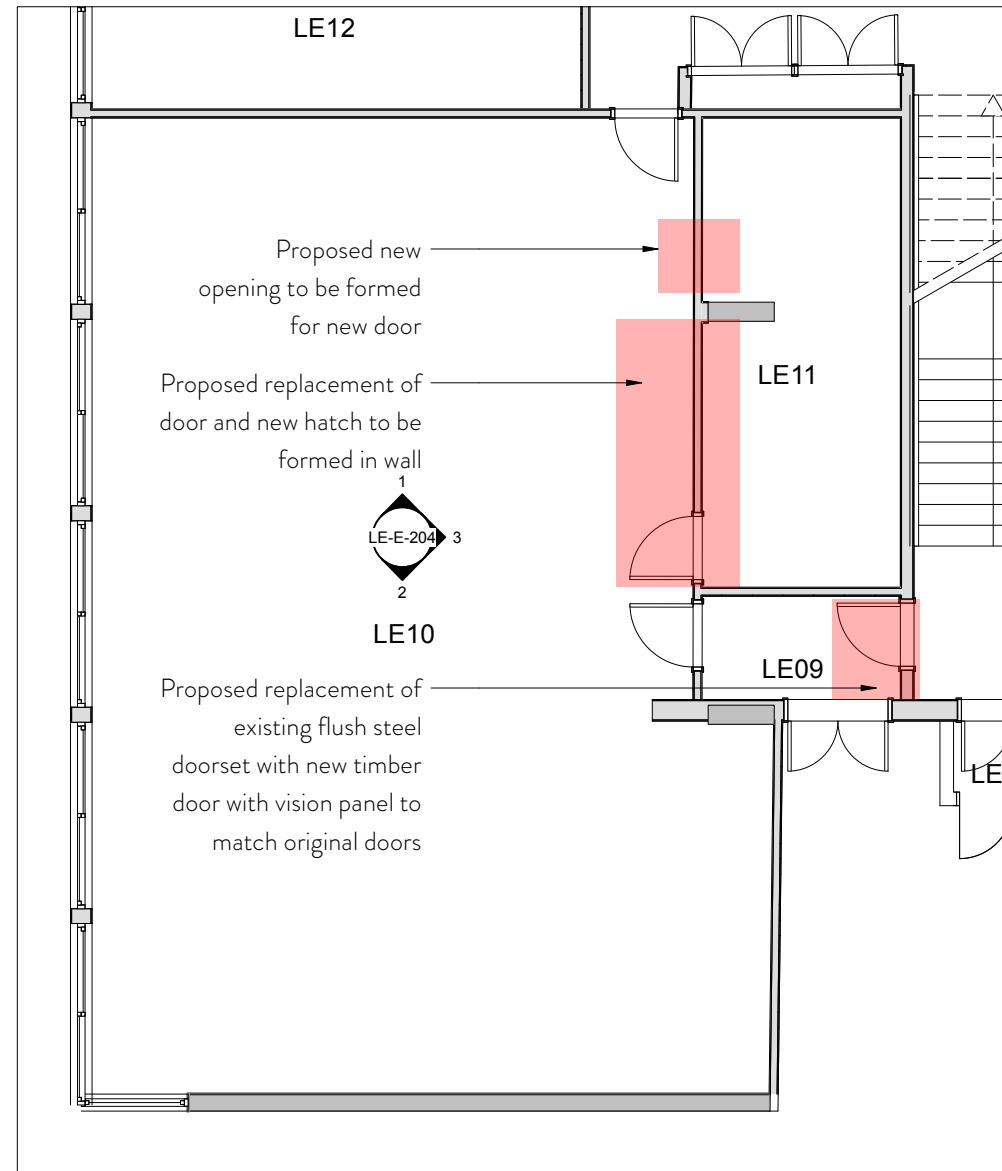 LE12
Proposed new
opening to be formed
for new door
LE11
Proposed replacement of
door and new hatch to be
formed in wall
1
LE-E-204
3
2
LE10
LE09
Proposed replacement of
existing flush steel
doorset with new timber
door with vision panel to
match original doors
LE